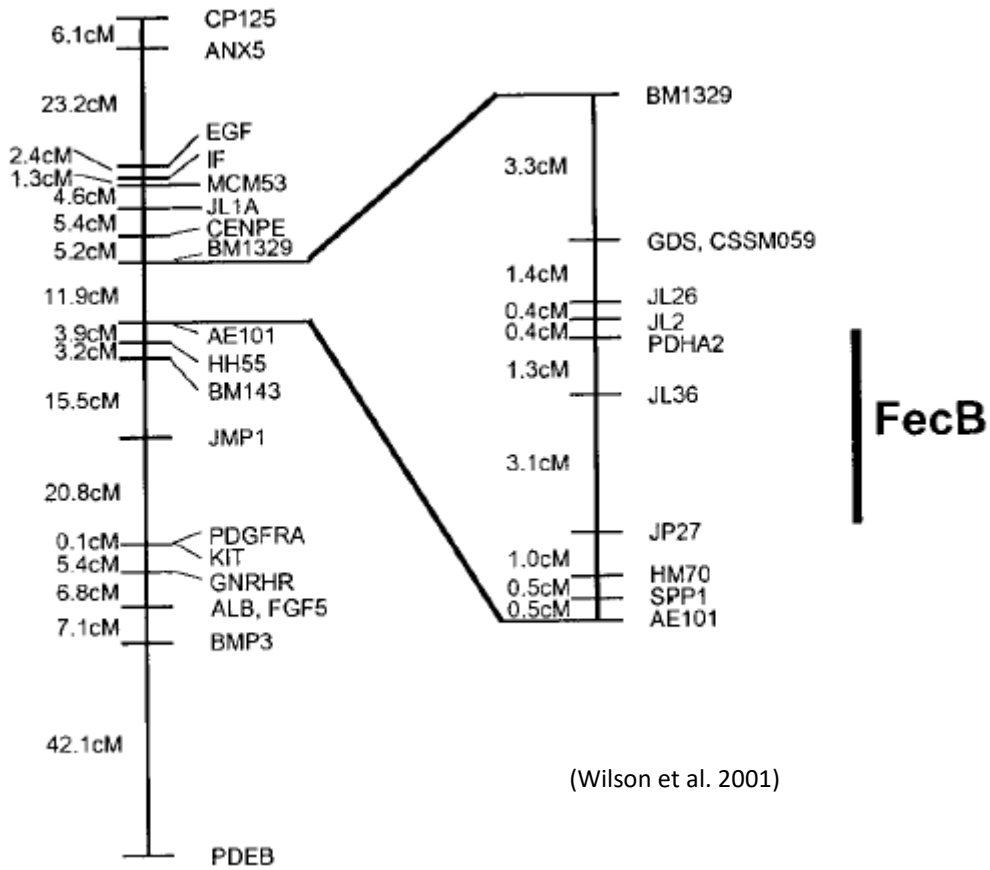 CP125
6.1cM
ANX5
23.2cM
EGF
2.4cM
IF
1.3cM
MCM53
4.6cM
JL1A
5.4cM
CENPE
5.2cM
BM1329
11.9cM
AE101
3.9cM
HH55
3.2cM
BM143
15.5cM
JMP1
20.8cM
PDGFRA
0.1cM
KIT
5.4cM
GNRHR
6.8cM
ALB, FGF5
7.1cM
BMP3
42.1cM
PDEB
BM1329
3.3cM
GDS, CSSM059
1.4cM
JL26
0.4cM
JL2
0.4cM
PDHA2
1.3cM
JL36
3.1cM
JP27
1.0cM
HM70
0.5cM
SPP1
0.5cM
AE101
FecB
(Wilson et al. 2001)